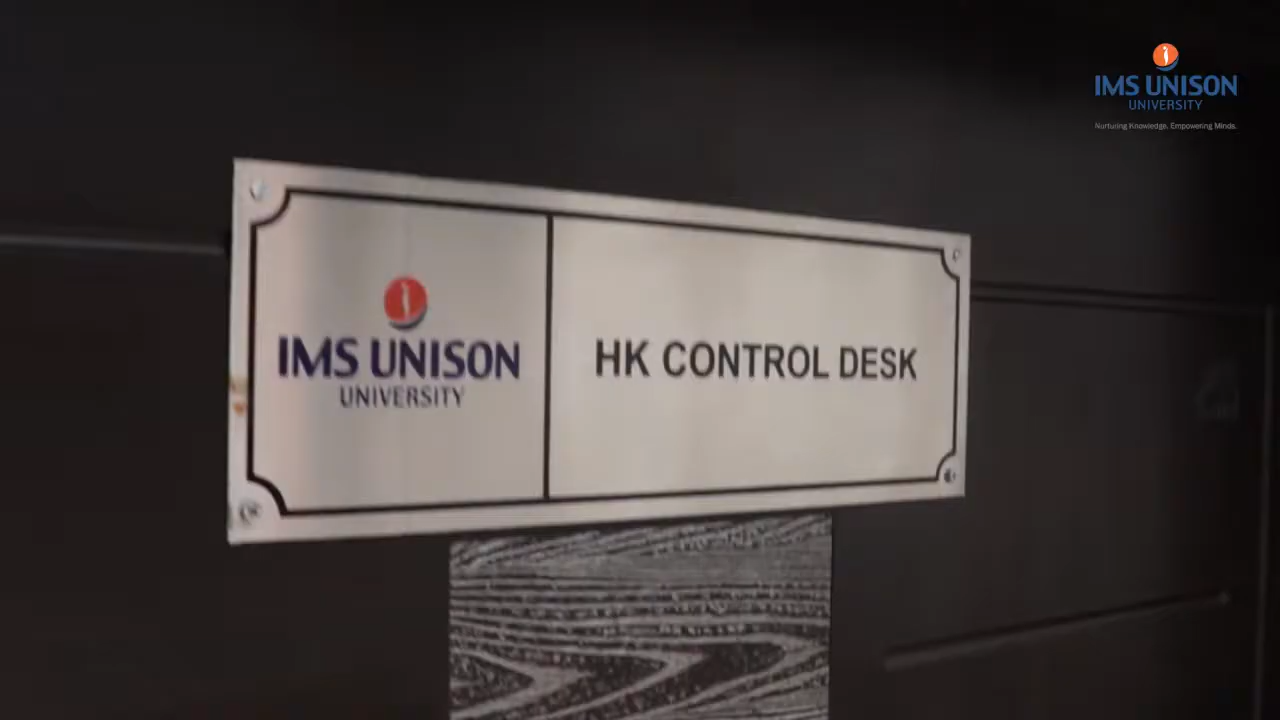 IMS UNISON
UNIVERSITY
Nurturing Knowledge. Empowering Minds.
IMS UNISON
UNIVERSITY
HK CONTROL DESK